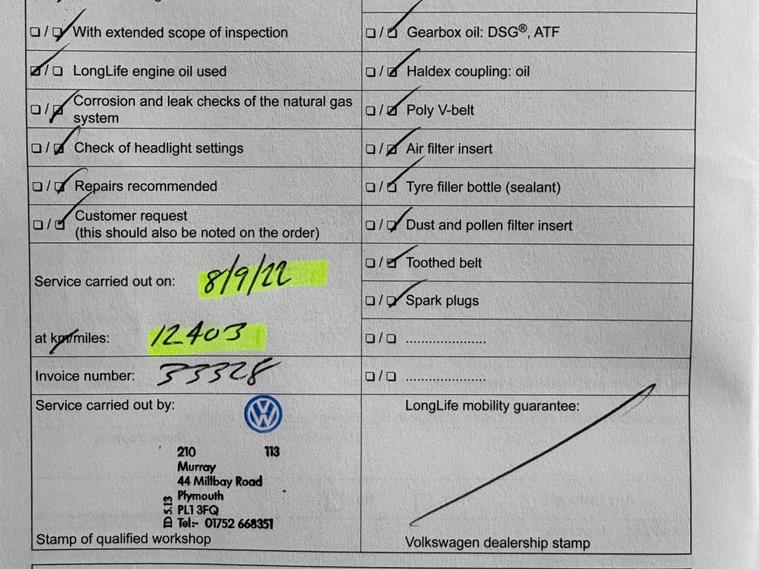 ☐/☑ With extended scope of inspection
☑/☐ LongLife engine oil used
☐/☑ Corrosion and leak checks of the natural gas
system
☐/☑ Check of headlight settings
☐/☑ Repairs recommended
☐/☑ Customer request
(this should also be noted on the order)
Service carried out on: 8/9/22
at km/miles: 12403
Invoice number: 33328
Service carried out by:
VW
210 113
Murray
44 Millbay Road
Plymouth
PL1 3FQ
Tel:- 01752 668351
Stamp of qualified workshop
☐/☑ Gearbox oil: DSG®, ATF
☐/☑ Haldex coupling: oil
☐/☑ Poly V-belt
☐/☑ Air filter insert
☐/☑ Tyre filler bottle (sealant)
☐/☑ Dust and pollen filter insert
☐/☑ Toothed belt
☐/☑ Spark plugs
☐/☐ .....................
☐/☐ .....................
LongLife mobility guarantee:
Volkswagen dealership stamp